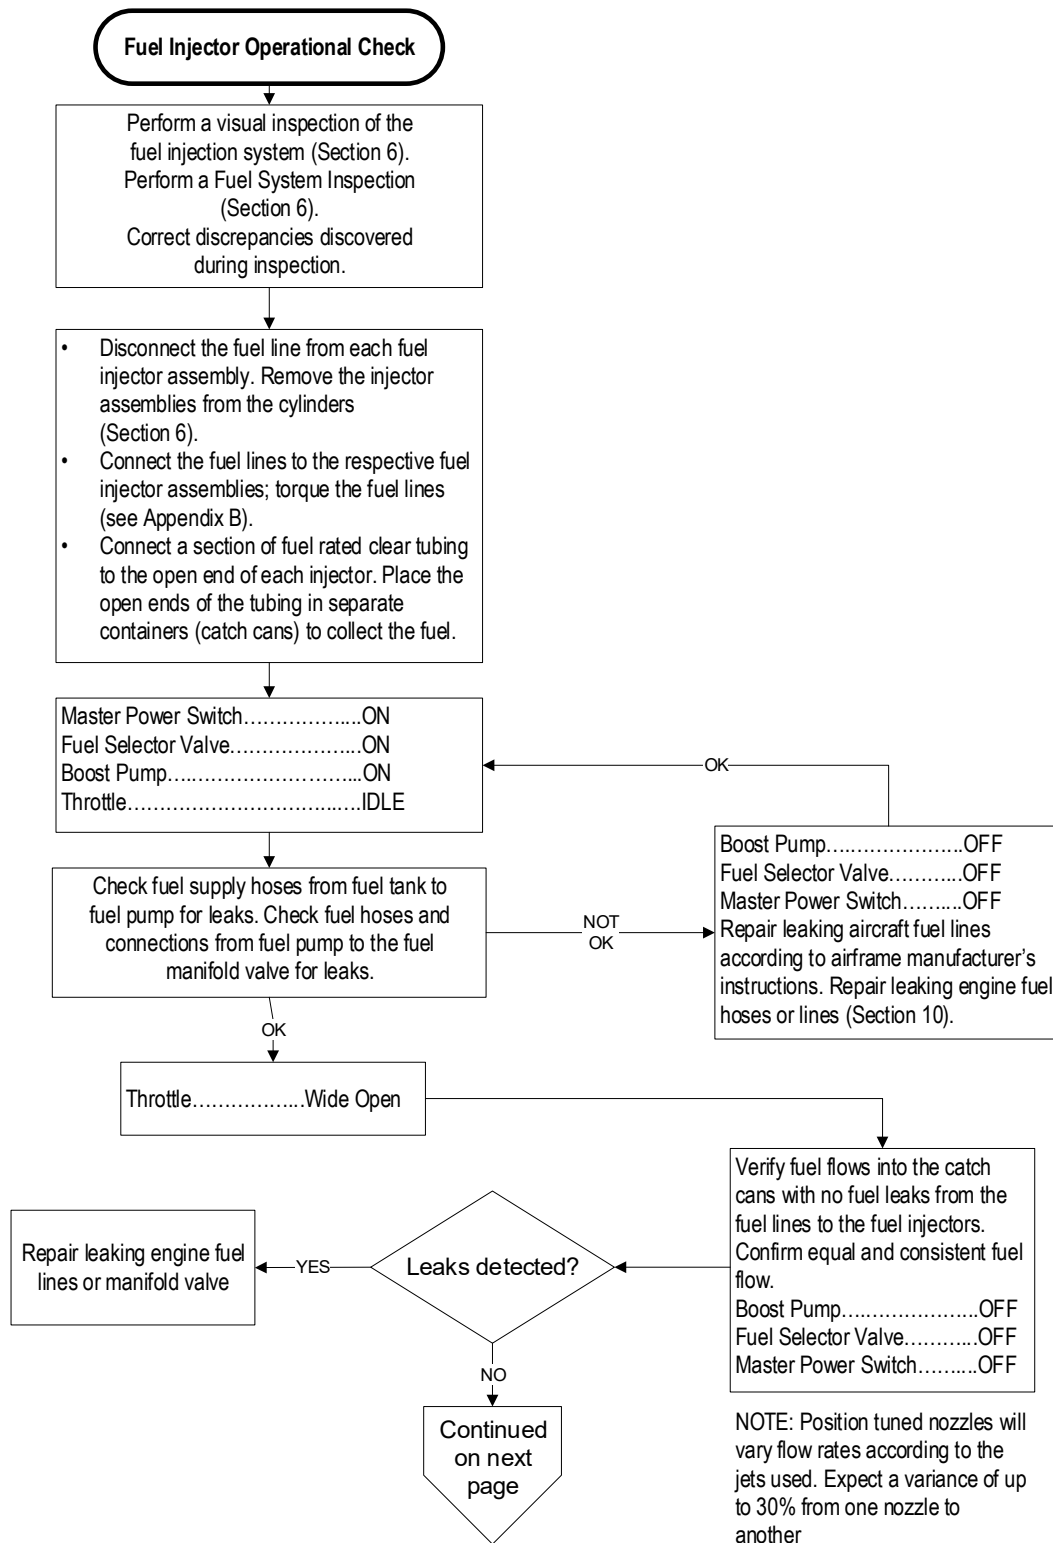 Fuel Injector Operational Check
Perform a visual inspection of the
fuel injection system (Section 6).
Perform a Fuel System Inspection
(Section 6).
Correct discrepancies discovered
during inspection.
• Disconnect the fuel line from each fuel
injector assembly. Remove the injector
assemblies from the cylinders
(Section 6).
• Connect the fuel lines to the respective fuel
injector assemblies; torque the fuel lines
(see Appendix B).
• Connect a section of fuel rated clear tubing
to the open end of each injector. Place the
open ends of the tubing in separate
containers (catch cans) to collect the fuel.
Master Power Switch……………....ON
Fuel Selector Valve………………...ON
Boost Pump….……………………...ON
Throttle…………………………...….IDLE
Check fuel supply hoses from fuel tank to
fuel pump for leaks. Check fuel hoses and
connections from fuel pump to the fuel
manifold valve for leaks.
NOT
OK
OK
Boost Pump….………………..OFF
Fuel Selector Valve………...OFF
Master Power Switch……....OFF
Repair leaking aircraft fuel lines
according to airframe manufacturer’s
instructions. Repair leaking engine fuel
hoses or lines (Section 10).
OK
Throttle……………...Wide Open
Verify fuel flows into the catch
cans with no fuel leaks from the
fuel lines to the fuel injectors.
Confirm equal and consistent fuel
flow.
Boost Pump….………………..OFF
Fuel Selector Valve………...OFF
Master Power Switch……....OFF
NOTE: Position tuned nozzles will
vary flow rates according to the
jets used. Expect a variance of up
to 30% from one nozzle to
another
Leaks detected?
YES
Repair leaking engine fuel
lines or manifold valve
NO
Continued
on next
page